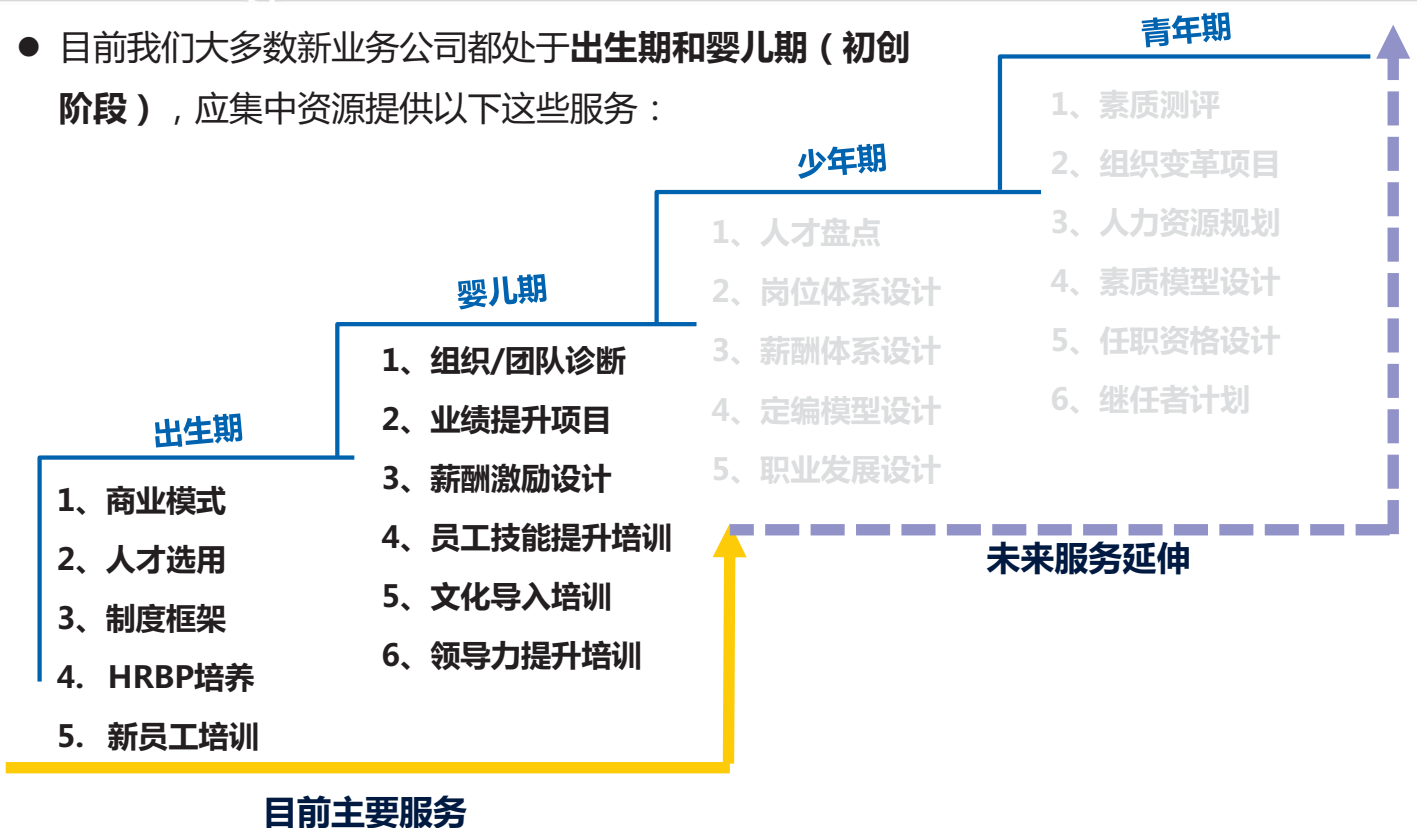 ● 目前我们大多数新业务公司都处于出生期和婴儿期（初创
阶段），应集中资源提供以下这些服务：
出生期
1、商业模式
2、人才选用
3、制度框架
4. HRBP培养
5. 新员工培训
婴儿期
1、组织/团队诊断
2、业绩提升项目
3、薪酬激励设计
4、员工技能提升培训
5、文化导入培训
6、领导力提升培训
少年期
1、人才盘点
2、岗位体系设计
3、薪酬体系设计
4、定编模型设计
5、职业发展设计
青年期
1、素质测评
2、组织变革项目
3、人力资源规划
4、素质模型设计
5、任职资格设计
6、继任者计划
未来服务延伸
目前主要服务